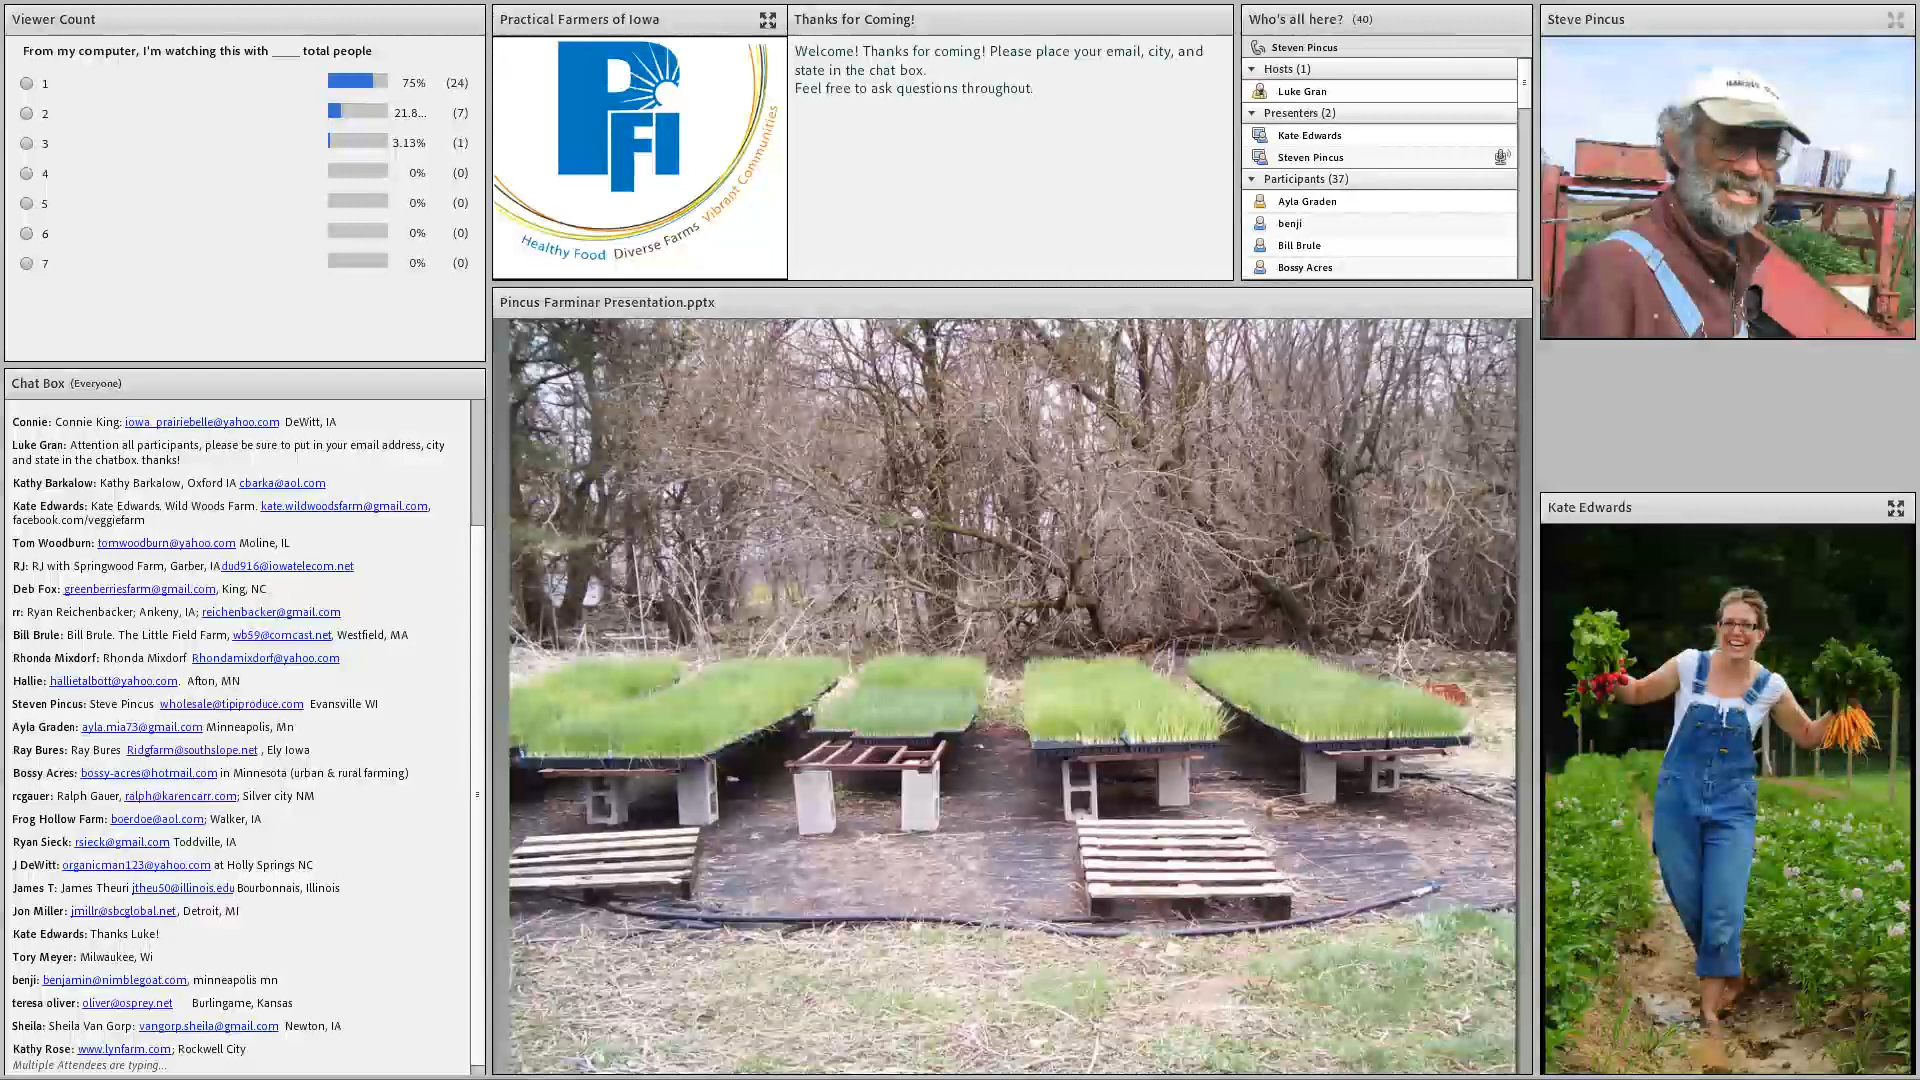 Viewer Count
From my computer, I'm watching this with ____ total people
1 75% (24)
2 21.8... (7)
3 3.13% (1)
4 0% (0)
5 0% (0)
6 0% (0)
7 0% (0)
Practical Farmers of Iowa
PFI
Healthy Food Diverse Farms Vibrant Communities
Thanks for Coming!
Welcome! Thanks for coming! Please place your email, city, and
state in the chat box.
Feel free to ask questions throughout.
Who's all here? (40)
Steven Pincus
Hosts (1)
Luke Gran
Presenters (2)
Kate Edwards
Steven Pincus
Participants (37)
Ayla Graden
benji
Bill Brule
Bossy Acres
Steve Pincus
Chat Box (Everyone)
Connie: Connie King: iowa_prairiebelle@yahoo.com DeWitt, IA
Luke Gran: Attention all participants, please be sure to put in your email address, city
and state in the chatbox. thanks!
Kathy Barkalow: Kathy Barkalow, Oxford IA cbarka@aol.com
Kate Edwards: Kate Edwards. Wild Woods Farm. kate.wildwoodsfarm@gmail.com,
facebook.com/veggiefarm
Tom Woodburn: tomwoodburn@yahoo.com Moline, IL
RJ: RJ with Springwood Farm, Garber, IA dud916@iowatelecom.net
Deb Fox: greenberriesfarm@gmail.com, King, NC
rr: Ryan Reichenbacker; Ankeny, IA; reichenbacker@gmail.com
Bill Brule: Bill Brule. The Little Field Farm, wb59@comcast.net, Westfield, MA
Rhonda Mixdorf: Rhonda Mixdorf Rhondamixdorf@yahoo.com
Hallie: hallietalbott@yahoo.com. Afton, MN
Steven Pincus: Steve Pincus wholesale@tipiproduce.com Evansville WI
Ayla Graden: ayla.mia73@gmail.com Minneapolis, Mn
Ray Bures: Ray Bures Ridgfarm@southslope.net , Ely Iowa
Bossy Acres: bossy-acres@hotmail.com in Minnesota (urban & rural farming)
rcgauer: Ralph Gauer, ralph@karencarr.com; Silver city NM
Frog Hollow Farm: boerdoe@aol.com; Walker, IA
Ryan Sieck: rsieck@gmail.com Toddville, IA
J DeWitt: organicman123@yahoo.com at Holly Springs NC
James T: James Theuri jtheu50@illinois.edu Bourbonnais, Illinois
Jon Miller: jmillr@sbcglobal.net, Detroit, MI
Kate Edwards: Thanks Luke!
Tory Meyer: Milwaukee, Wi
benji: benjamin@nimblegoat.com, minneapolis mn
teresa oliver: oliver@osprey.net Burlingame, Kansas
Sheila: Sheila Van Gorp: vangorp.sheila@gmail.com Newton, IA
Kathy Rose: www.lynfarm.com; Rockwell City
Multiple Attendees are typing...
Pincus Farminar Presentation.pptx
Kate Edwards